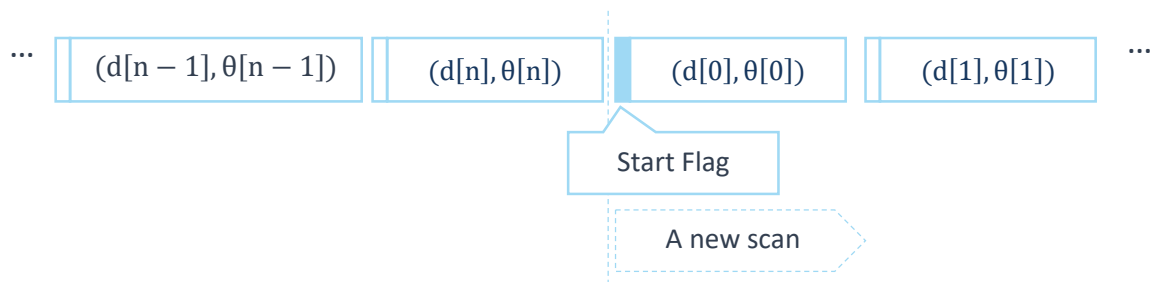 ... (d[n − 1], θ[n − 1]) (d[n], θ[n]) (d[0], θ[0]) (d[1], θ[1]) ...
Start Flag
A new scan